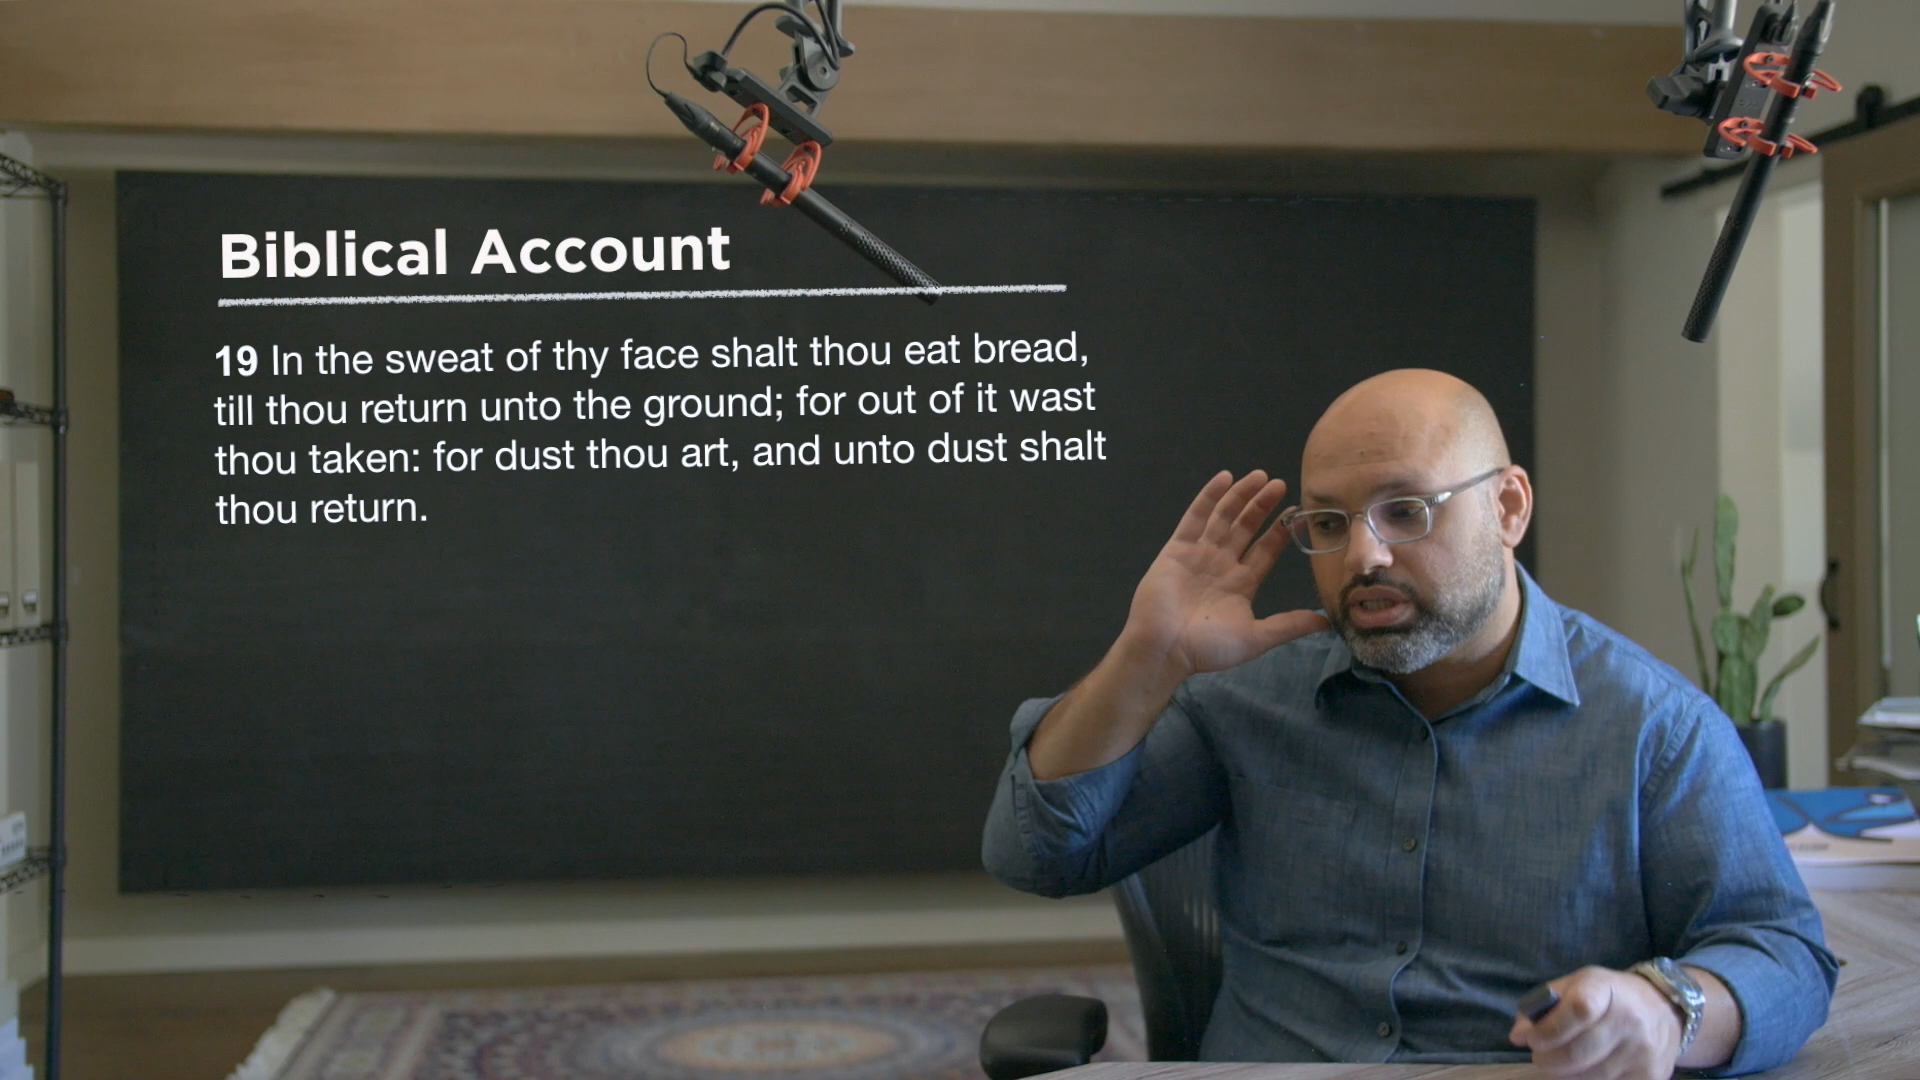 Biblical Account
19 In the sweat of thy face shalt thou eat bread,
till thou return unto the ground; for out of it wast
thou taken: for dust thou art, and unto dust shalt
thou return.